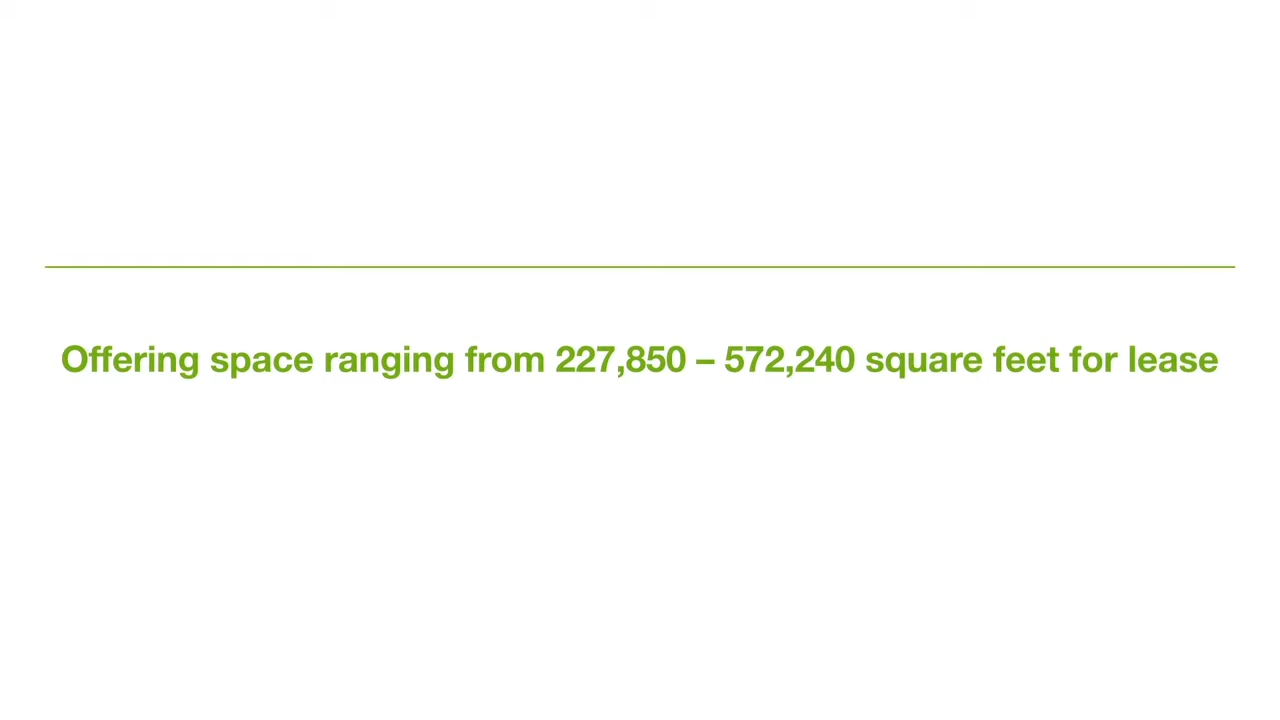 Offering space ranging from 227,850 – 572,240 square feet for lease